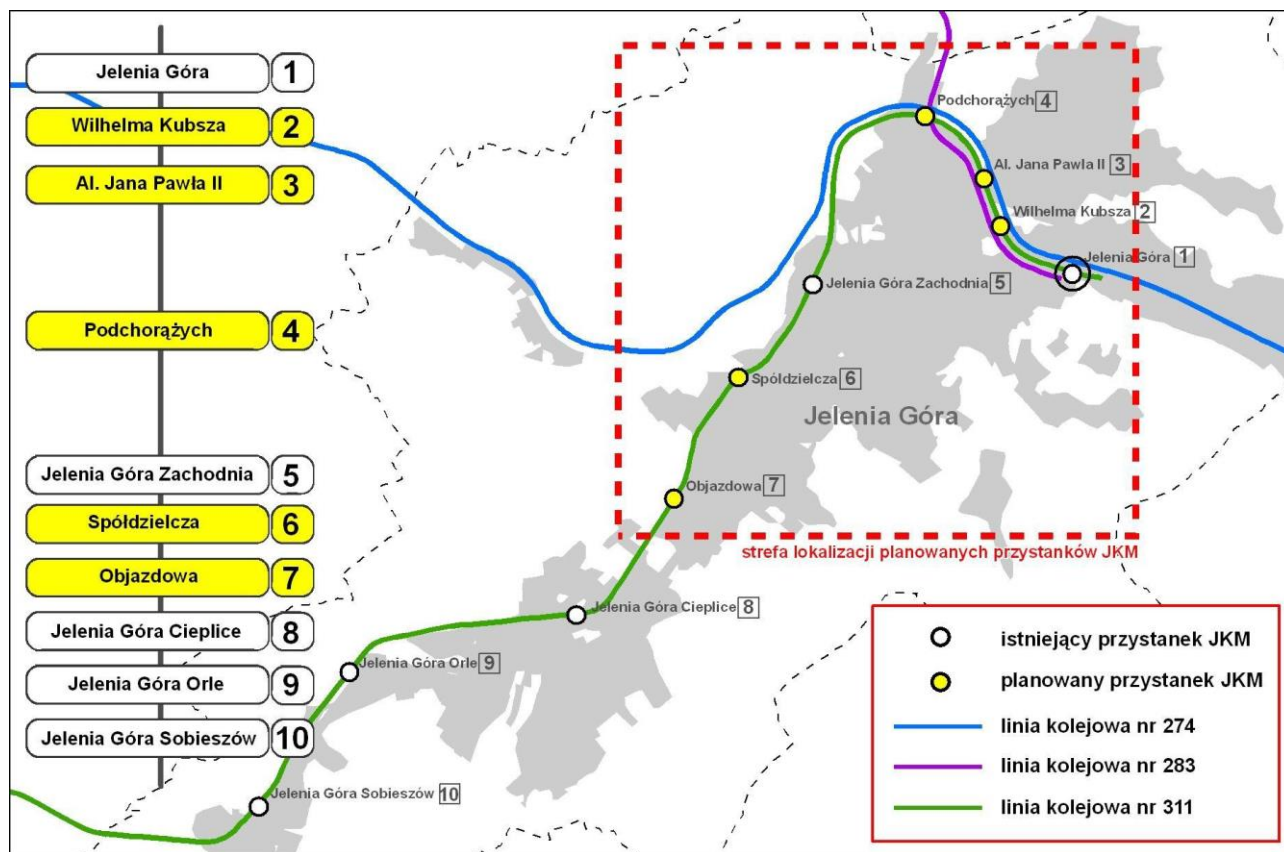 Jelenia Góra 1
Wilhelma Kubsza 2
Al. Jana Pawła II 3
Podchorążych 4
Jelenia Góra Zachodnia 5
Spółdzielcza 6
Objazdowa 7
Jelenia Góra Cieplice 8
Jelenia Góra Orle 9
Jelenia Góra Sobieszów 10
Podchorążych 4
Al. Jana Pawła II 3
Wilhelma Kubsza 2
Jelenia Góra 1
Jelenia Góra Zachodnia 5
Spółdzielcza 6
Jelenia Góra
Objazdowa 7
strefa lokalizacji planowanych przystanków JKM
Jelenia Góra Cieplice 8
Jelenia Góra Orle 9
Jelenia Góra Sobieszów 10
istniejący przystanek JKM
planowany przystanek JKM
linia kolejowa nr 274
linia kolejowa nr 283
linia kolejowa nr 311